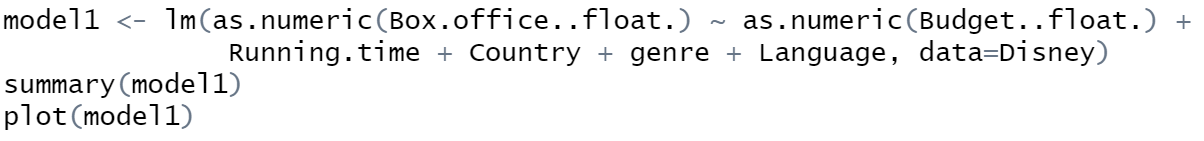 model1 <- lm(as.numeric(Box.office..float.) ~ as.numeric(Budget..float.) +
Running.time + Country + genre + Language, data=Disney)
summary(model1)
plot(model1)